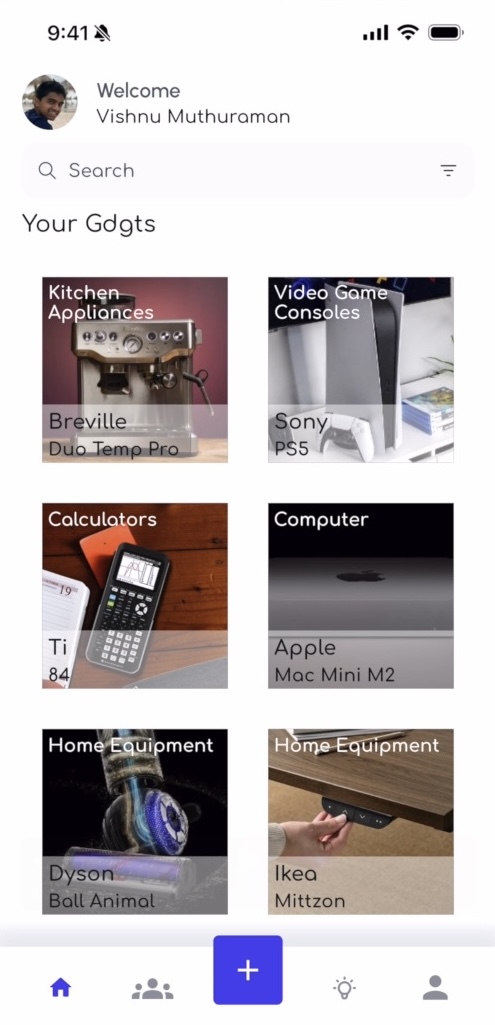 9:41
Welcome
Vishnu Muthuraman
Search
Your Gdgts
Kitchen
Appliances
Breville
Duo Temp Pro
Video Game
Consoles
Sony
PS5
Calculators
19
Ti
84
Computer
Apple
Mac Mini M2
Home Equipment
Dyson
Ball Animal
Home Equipment
Ikea
Mittzon